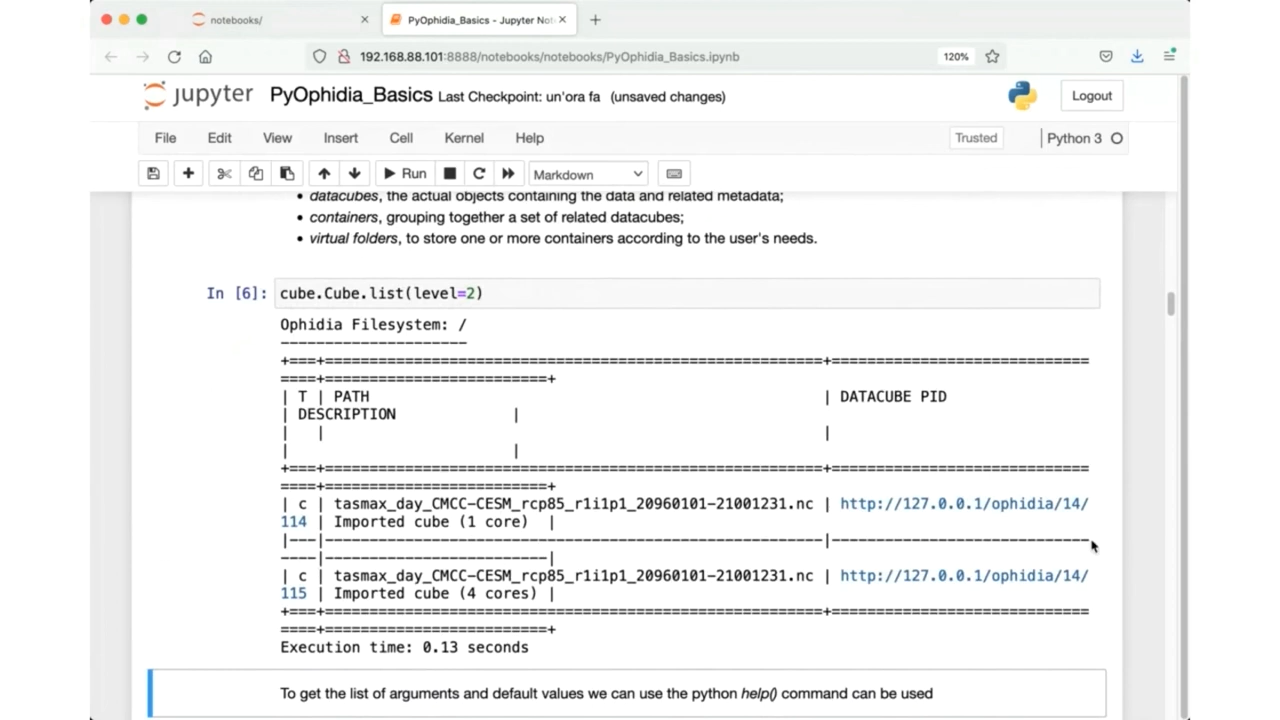 notebooks/
PyOphidia_Basics - Jupyter Not
192.168.88.101:8888/notebooks/notebooks/PyOphidia_Basics.ipynb
120%
jupyter PyOphidia_Basics Last Checkpoint: un'ora fa (unsaved changes)
Logout
File Edit View Insert Cell Kernel Help
Trusted
Python 3
Run
Markdown
• datacubes, the actual objects containing the data and related metadata;
• containers, grouping together a set of related datacubes;
• virtual folders, to store one or more containers according to the user's needs.
In [6]: cube.Cube.list(level=2)
Ophidia Filesystem: /
-----------------------
+===+================================================+=========================
====+=====================+
| T | PATH | DATACUBE PID
| DESCRIPTION |
| | |
| |
+===+================================================+=========================
====+=====================+
| c | tasmax_day_CMCC-CESM_rcp85_r1i1p1_20960101-21001231.nc | http://127.0.0.1/ophidia/14/
114 | Imported cube (1 core) |
|---|------------------------------------------------|-------------------------
----|---------------------|
| c | tasmax_day_CMCC-CESM_rcp85_r1i1p1_20960101-21001231.nc | http://127.0.0.1/ophidia/14/
115 | Imported cube (4 cores) |
+===+================================================+=========================
====+=====================+
Execution time: 0.13 seconds
To get the list of arguments and default values we can use the python help() command can be used